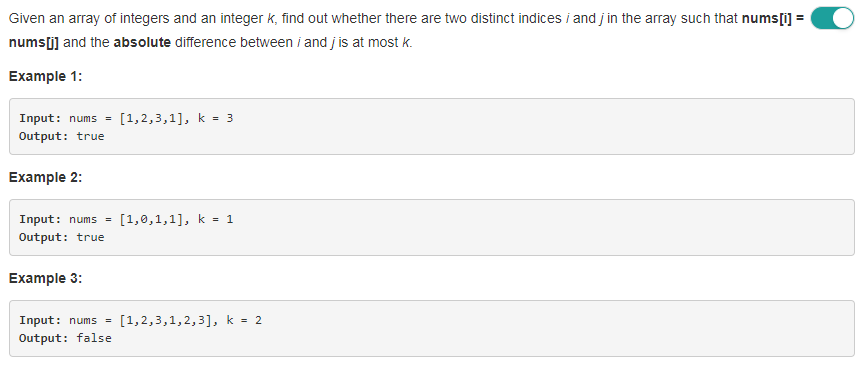 Given an array of integers and an integer k, find out whether there are two distinct indices i and j in the array such that nums[i] =
nums[j] and the absolute difference between i and j is at most k.
Example 1:
Input: nums = [1,2,3,1], k = 3
Output: true
Example 2:
Input: nums = [1,0,1,1], k = 1
Output: true
Example 3:
Input: nums = [1,2,3,1,2,3], k = 2
Output: false